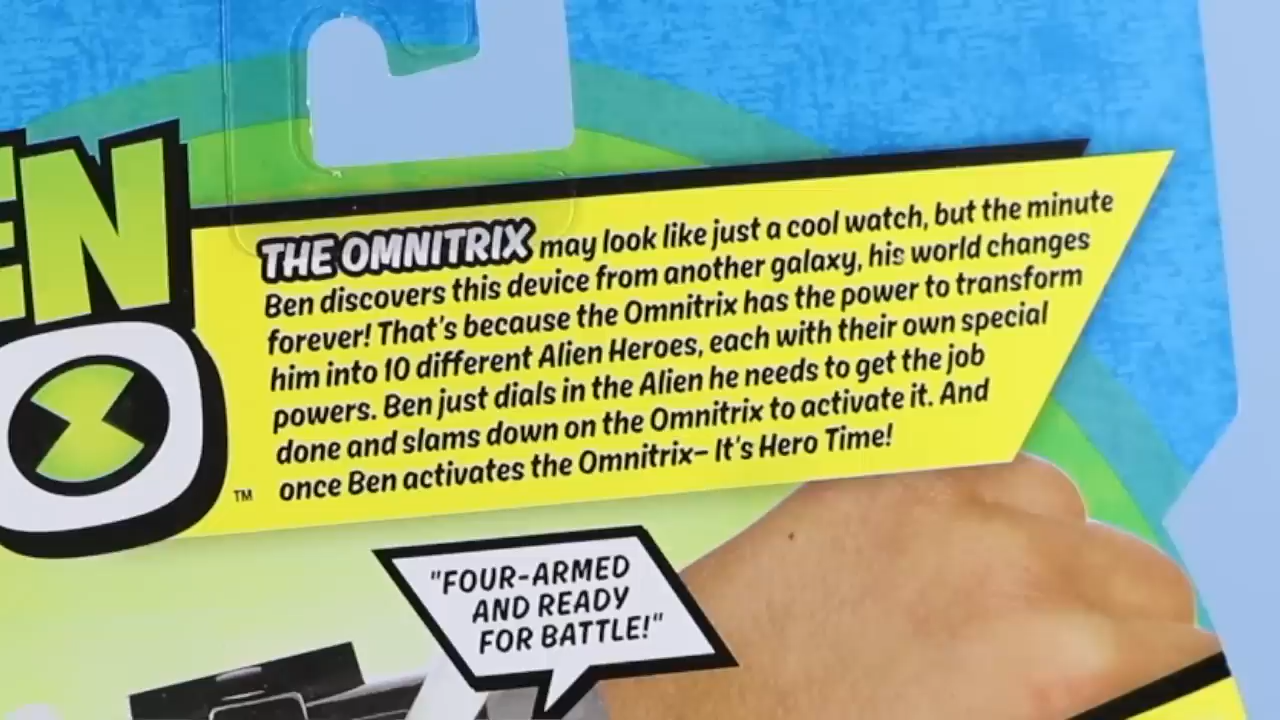 EN
THE OMNITRIX may look like just a cool watch, but the minute
Ben discovers this device from another galaxy, his world changes
forever! That's because the Omnitrix has the power to transform
him into 10 different Alien Heroes, each with their own special
powers. Ben just dials in the Alien he needs to get the job
done and slams down on the Omnitrix to activate it. And
once Ben activates the Omnitrix– It's Hero Time!
TM
"FOUR-ARMED
AND READY
FOR BATTLE!"